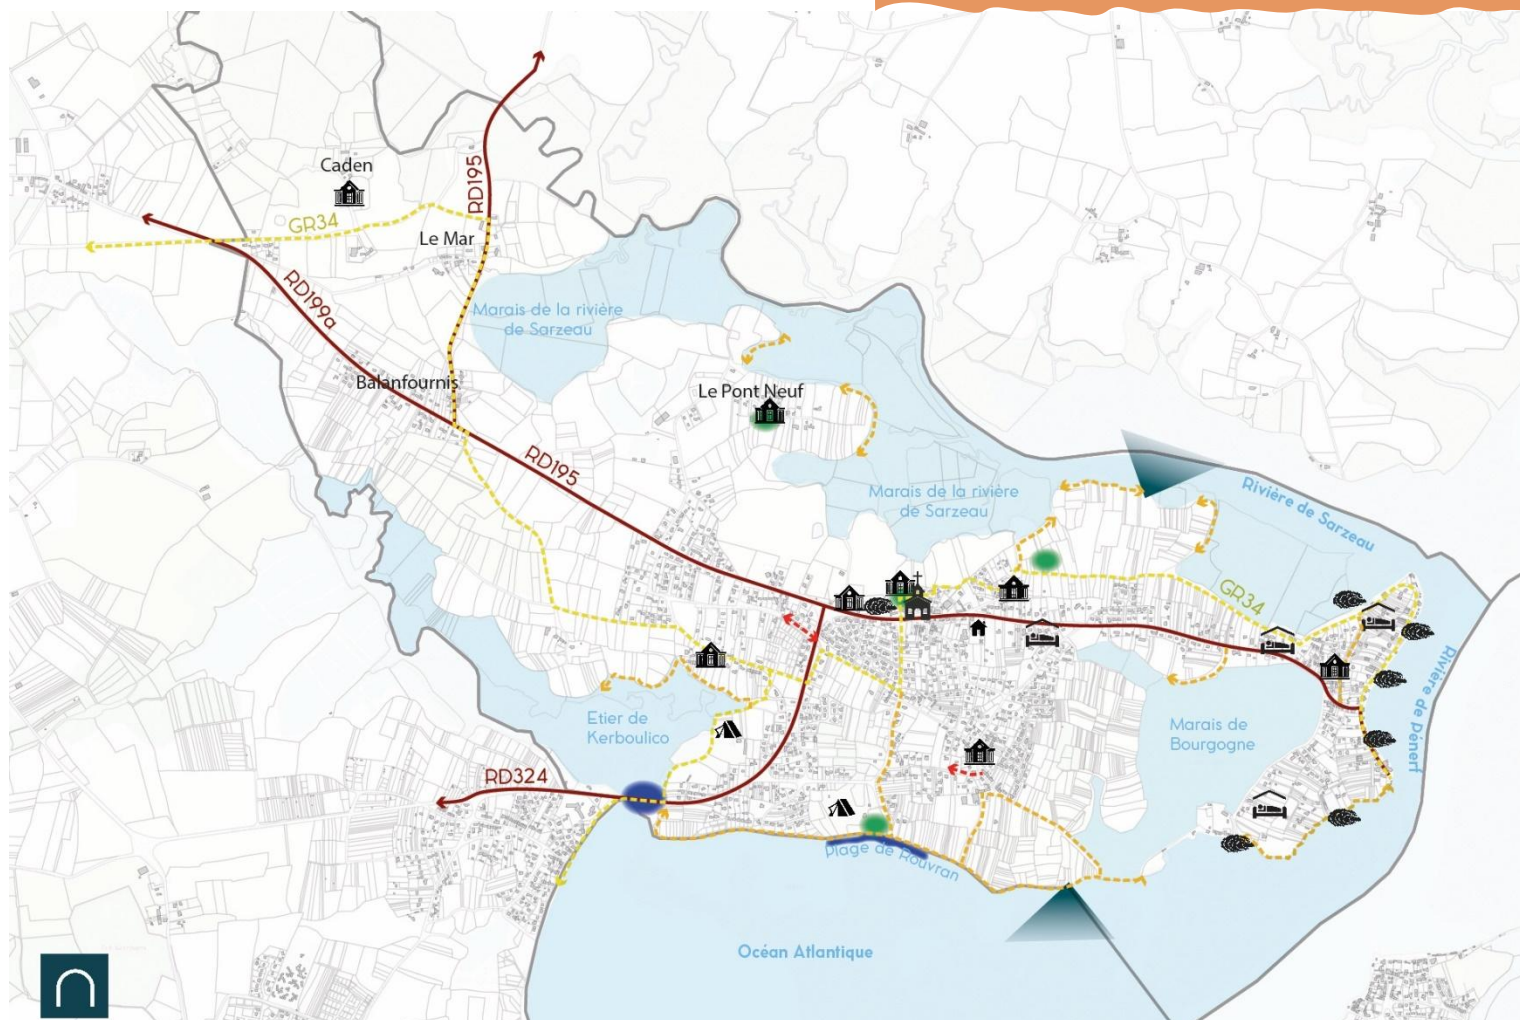 Caden
RD195
GR34
Le Mar
RD199a
Marais de la rivière
de Sarzeau
Balanfournis
Le Pont Neuf
RD195
Marais de la rivière
de Sarzeau
Rivière de Sarzeau
GR34
Rivière de Pénerf
Etier de
Kerboulico
Marais de
Bourgogne
RD324
Plage de Rouvran
Océan Atlantique